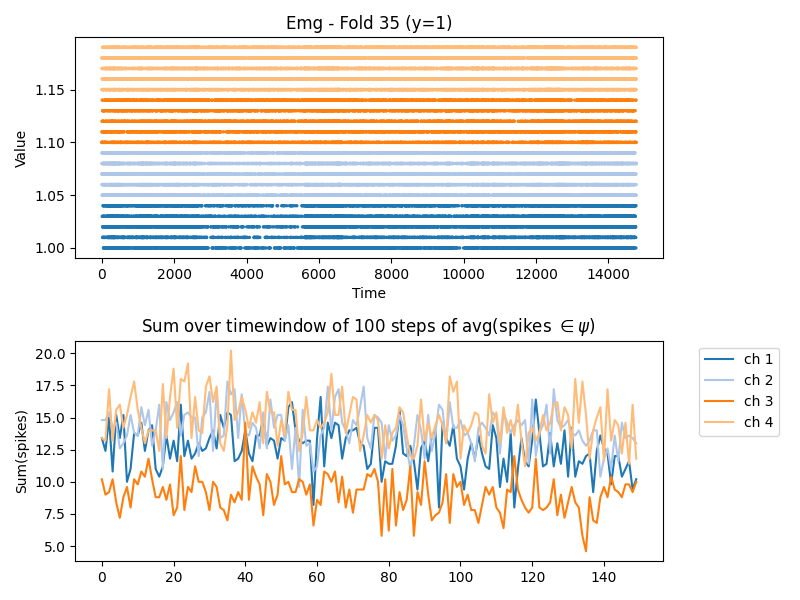 Emg - Fold 35 (y=1)
Value
1.15
1.10
1.05
1.00
0 2000 4000 6000 8000 10000 12000 14000
Time
Sum over timewindow of 100 steps of avg(spikes ∈ ψ)
Sum(spikes)
20.0
17.5
15.0
12.5
10.0
7.5
5.0
0 20 40 60 80 100 120 140
ch 1
ch 2
ch 3
ch 4